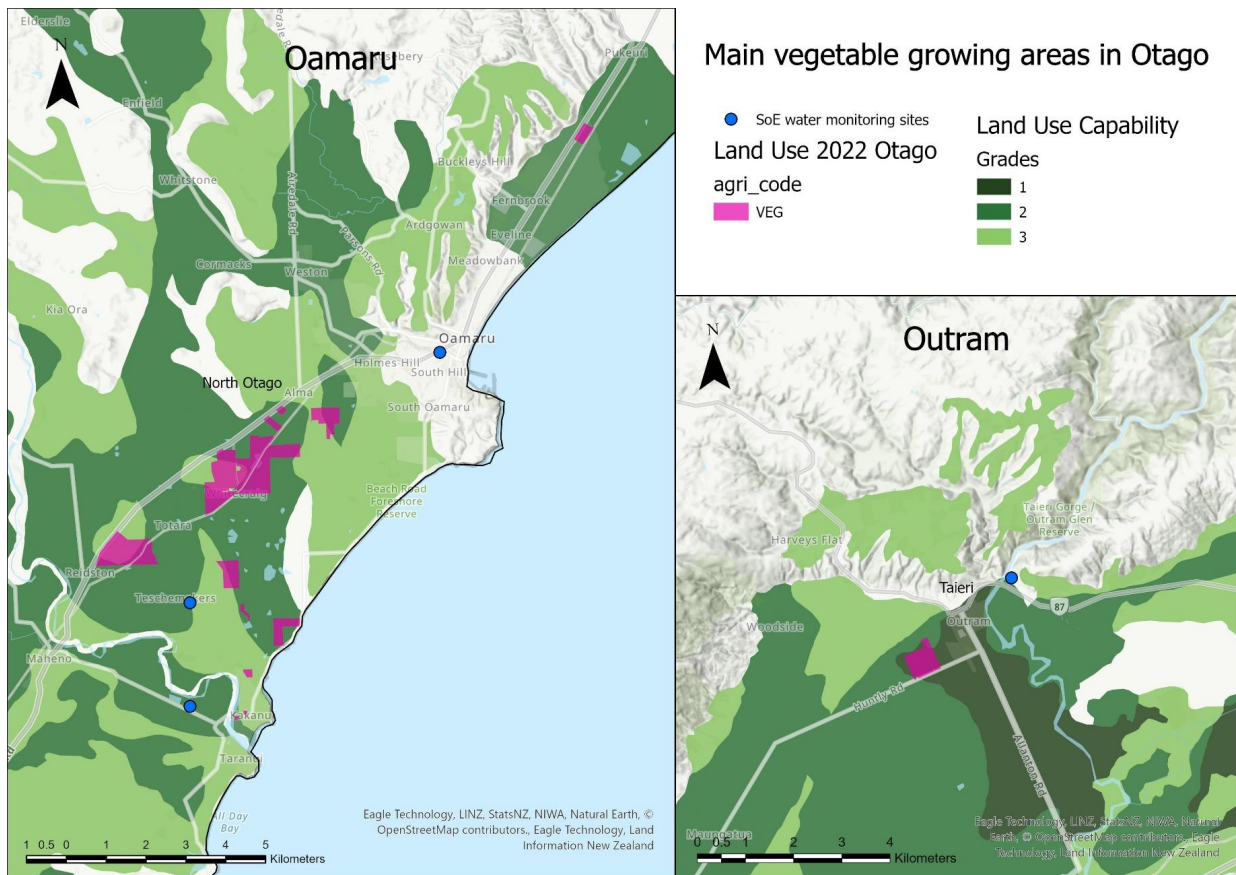 Elderslie
N
Oamaru
Pukeuri
Enfield
Buckleys Hill
Whitstone
Airedale Rd
Fernbrook
Ardgowan
Eveline
Parsons Rd
Meadowbank
Cormacks
Weston
Kia Ora
Oamaru
Holmes Hill
South Hill
North Otago
Alma
South Oamaru
Beach Road
Foreshore
Reserve
Totara
Reidston
Teschemakers
Maheno
Kakanui
All Day
Bay
Eagle Technology, LINZ, StatsNZ, NIWA, Natural Earth, ©
OpenStreetMap contributors., Eagle Technology, Land
Information New Zealand
1 0.5 0 1 2 3 4 5
Kilometers
Main vegetable growing areas in Otago
SoE water monitoring sites
Land Use 2022 Otago
agri_code
VEG
Land Use Capability
Grades
1
2
3
N
Outram
Taieri Gorge /
Outram Glen
Reserve
Harveys Flat
Taieri
87
Outram
Woodside
Huntly Rd
Allanton Rd
Maungatua
Eagle Technology, LINZ, StatsNZ, NIWA, Natural
Earth, © OpenStreetMap contributors., Eagle
Technology, Land Information New Zealand
0 0.5 1 2 3 4
Kilometers